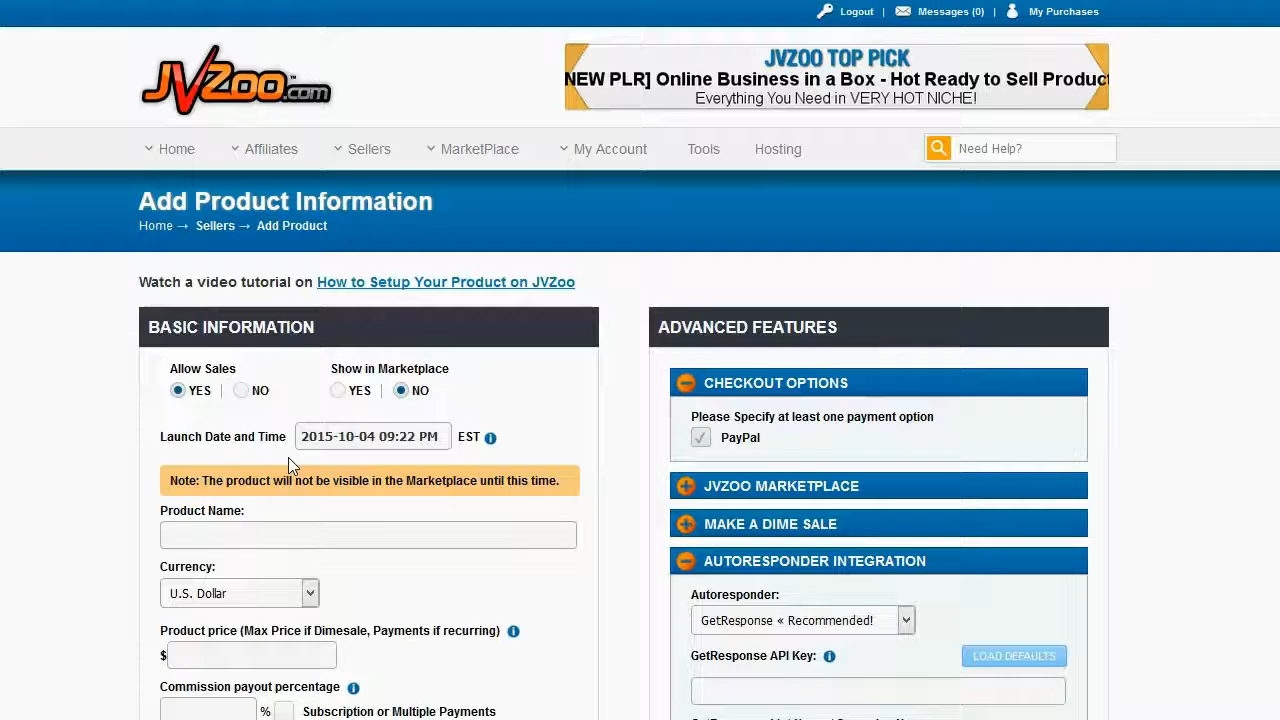 Logout | Messages (0) | My Purchases
JVZoo.com™
JVZOO TOP PICK
NEW PLR] Online Business in a Box - Hot Ready to Sell Product
Everything You Need in VERY HOT NICHE!
Home Affiliates Sellers MarketPlace My Account Tools Hosting Need Help?
Add Product Information
Home → Sellers → Add Product
Watch a video tutorial on How to Setup Your Product on JVZoo
BASIC INFORMATION
Allow Sales Show in Marketplace
YES | NO YES | NO
Launch Date and Time 2015-10-04 09:22 PM EST
Note: The product will not be visible in the Marketplace until this time.
Product Name:
Currency:
U.S. Dollar
Product price (Max Price if Dimesale, Payments if recurring)
$
Commission payout percentage
% Subscription or Multiple Payments
ADVANCED FEATURES
CHECKOUT OPTIONS
Please Specify at least one payment option
PayPal
JVZOO MARKETPLACE
MAKE A DIME SALE
AUTORESPONDER INTEGRATION
Autoresponder:
GetResponse « Recommended!
GetResponse API Key: LOAD DEFAULTS